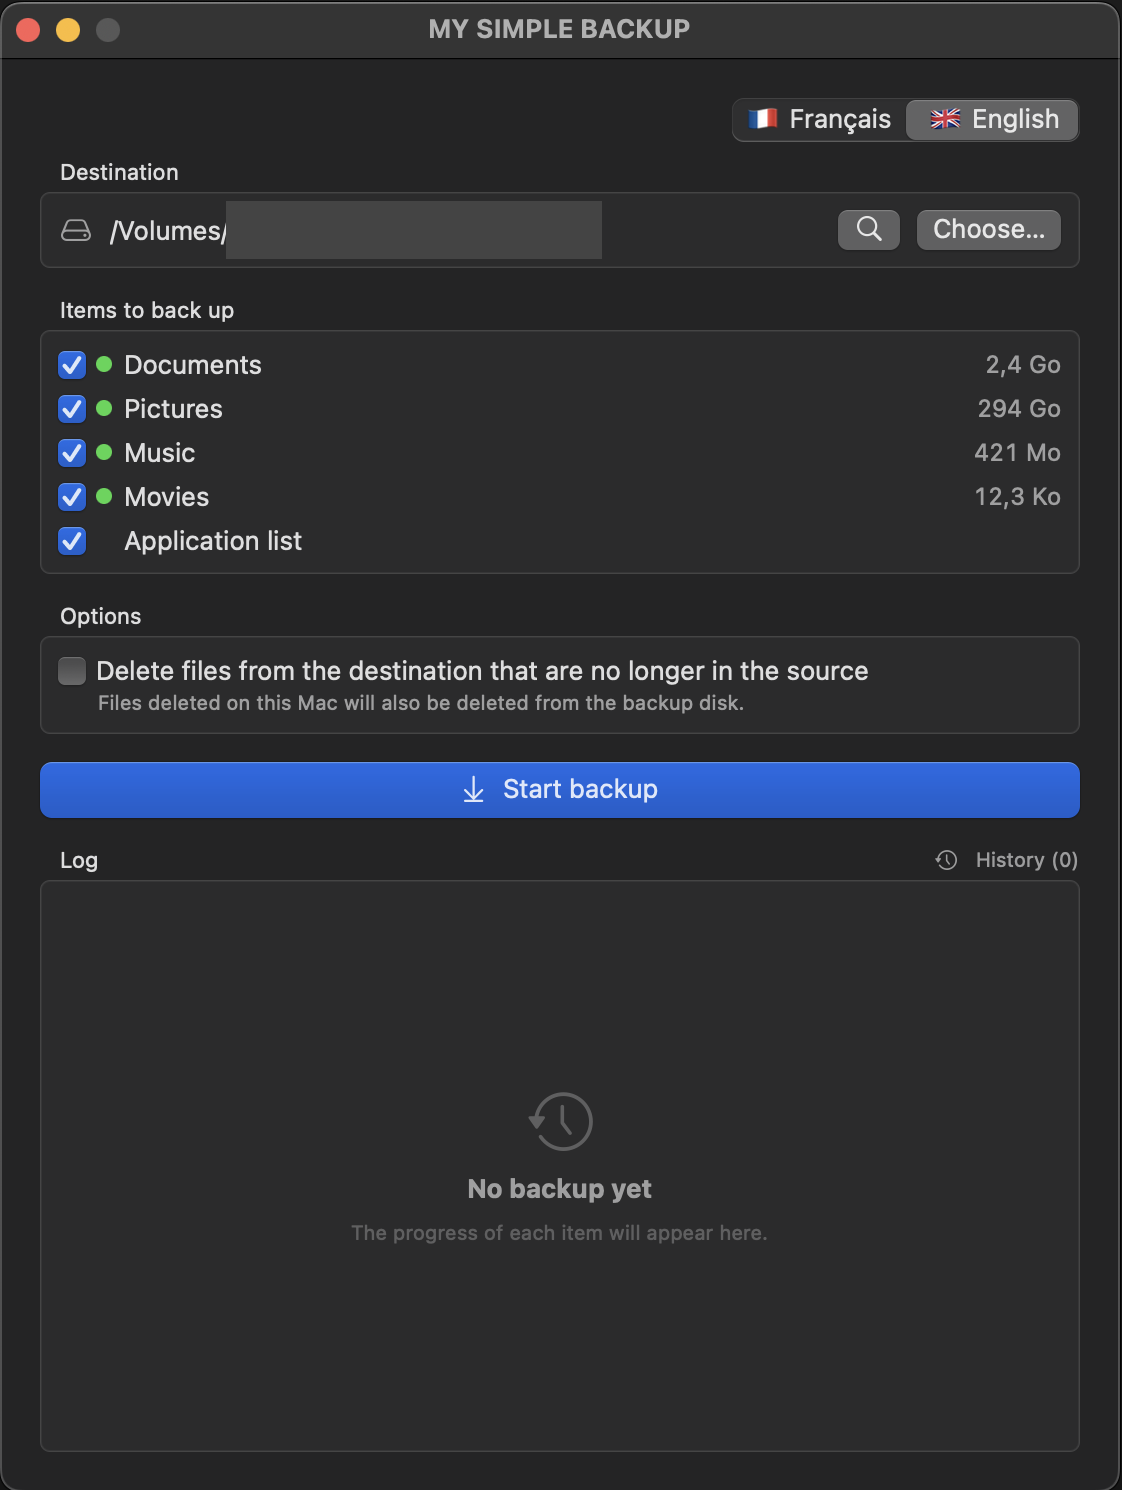 MY SIMPLE BACKUP
Français English
Destination
/Volumes/ Choose...
Items to back up
Documents 2,4 Go
Pictures 294 Go
Music 421 Mo
Movies 12,3 Ko
Application list
Options
Delete files from the destination that are no longer in the source
Files deleted on this Mac will also be deleted from the backup disk.
Start backup
Log History (0)
No backup yet
The progress of each item will appear here.